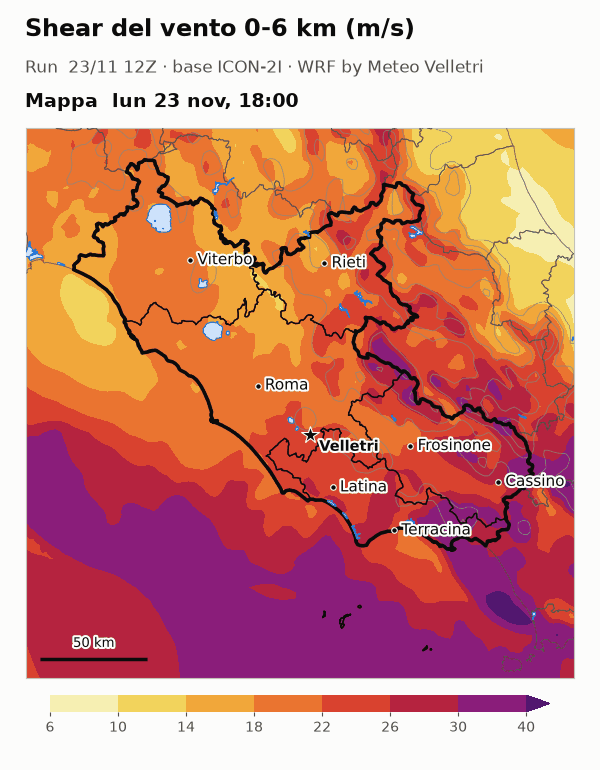 Shear del vento 0-6 km (m/s)
Run  23/11 12Z · base ICON-2I · WRF by Meteo Velletri
Mappa  lun 23 nov, 18:00
Viterbo
Rieti
Roma
Velletri
Frosinone
Cassino
Latina
Terracina
50 km
6 10 14 18 22 26 30 40